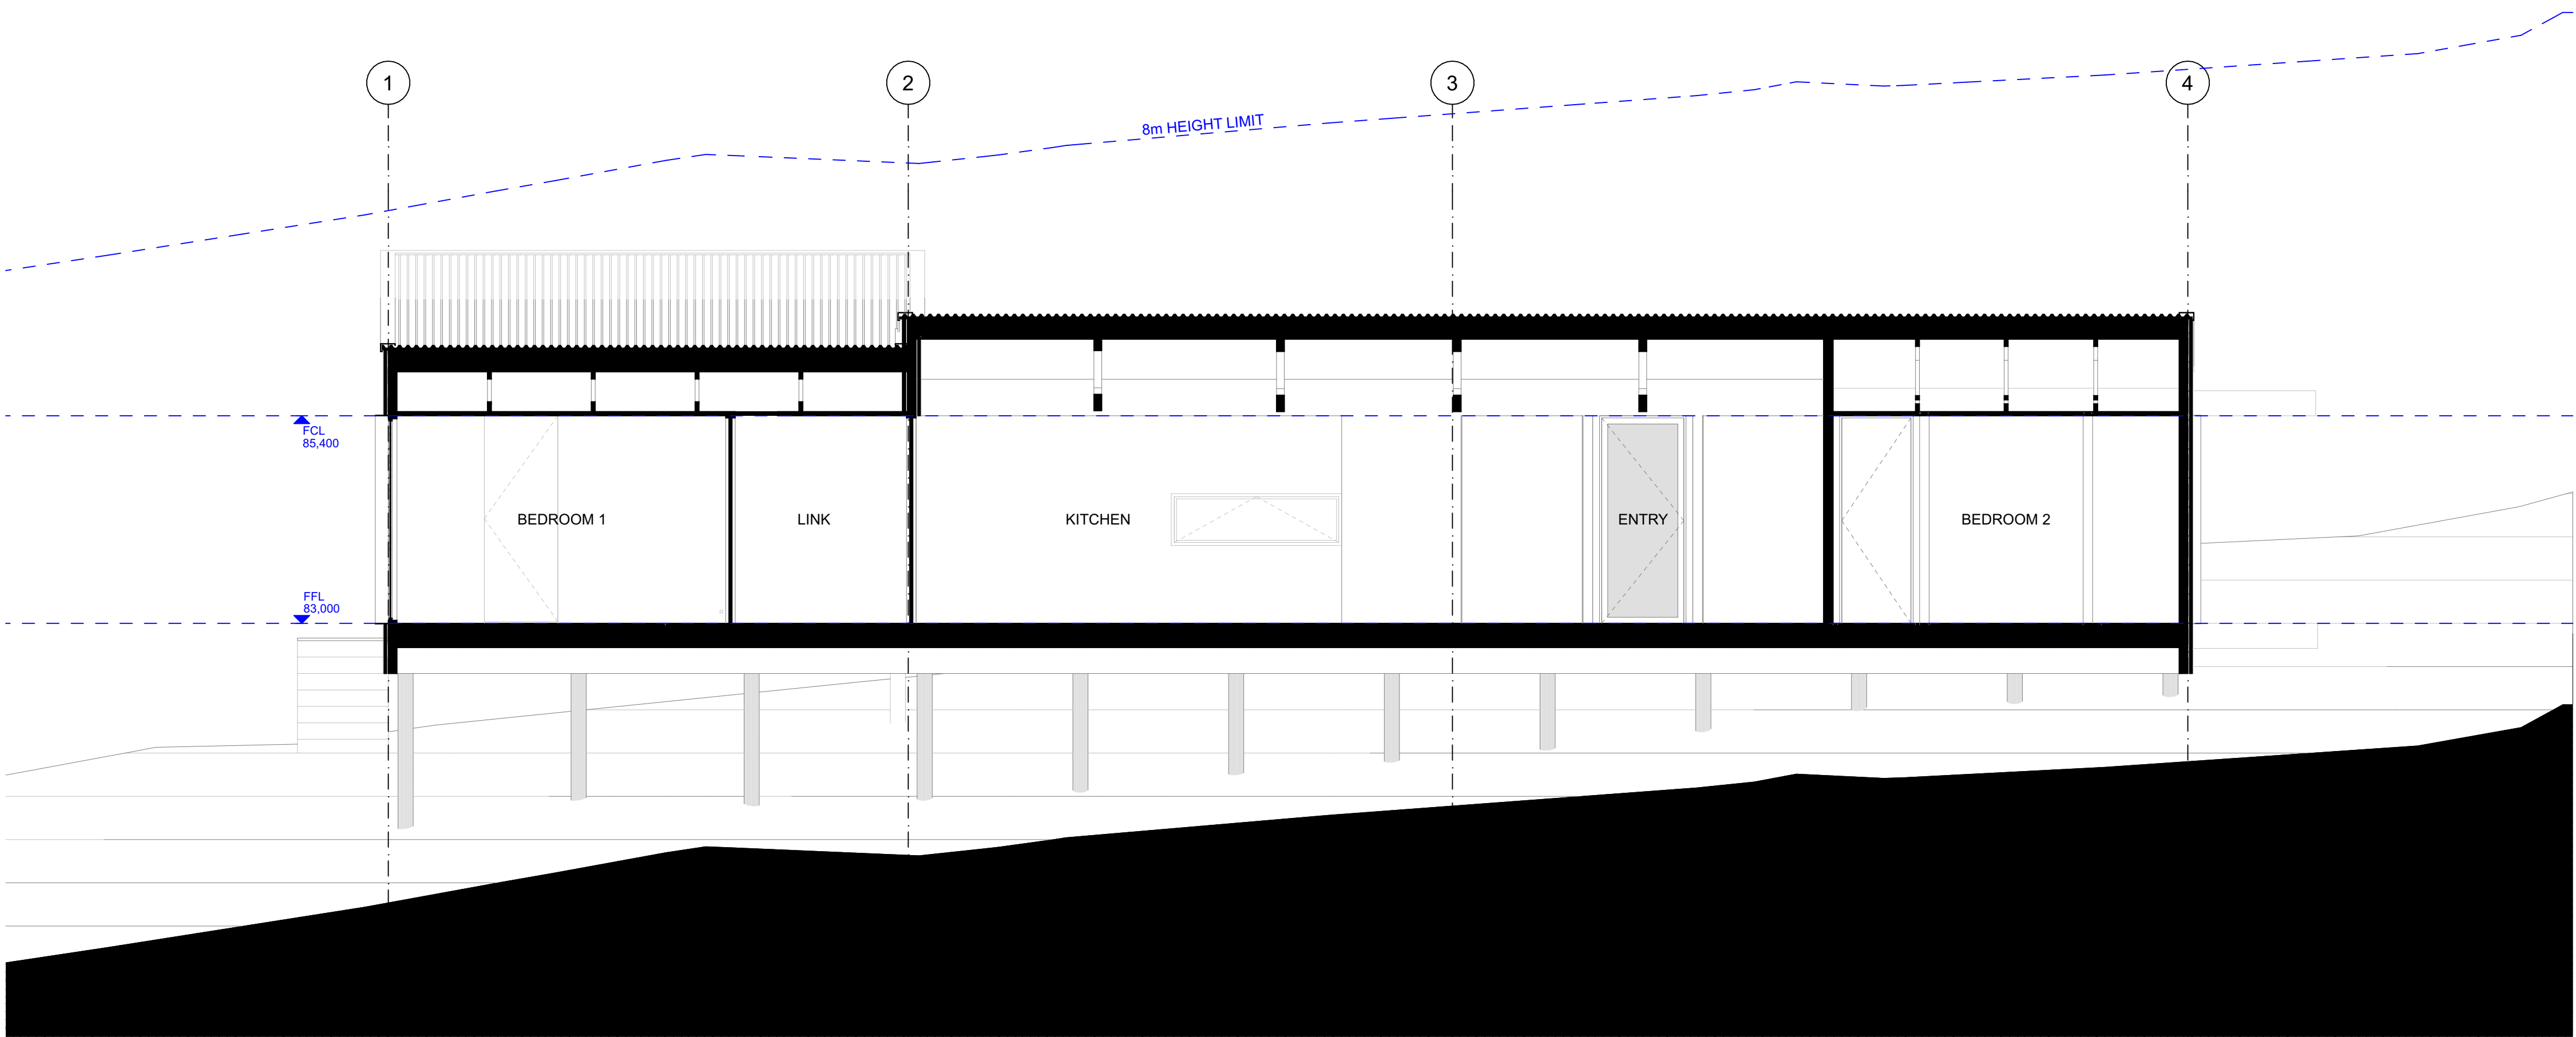 1
2
3
4
8m HEIGHT LIMIT
FCL
85,400
BEDROOM 1
LINK
KITCHEN
ENTRY
BEDROOM 2
FFL
83,000